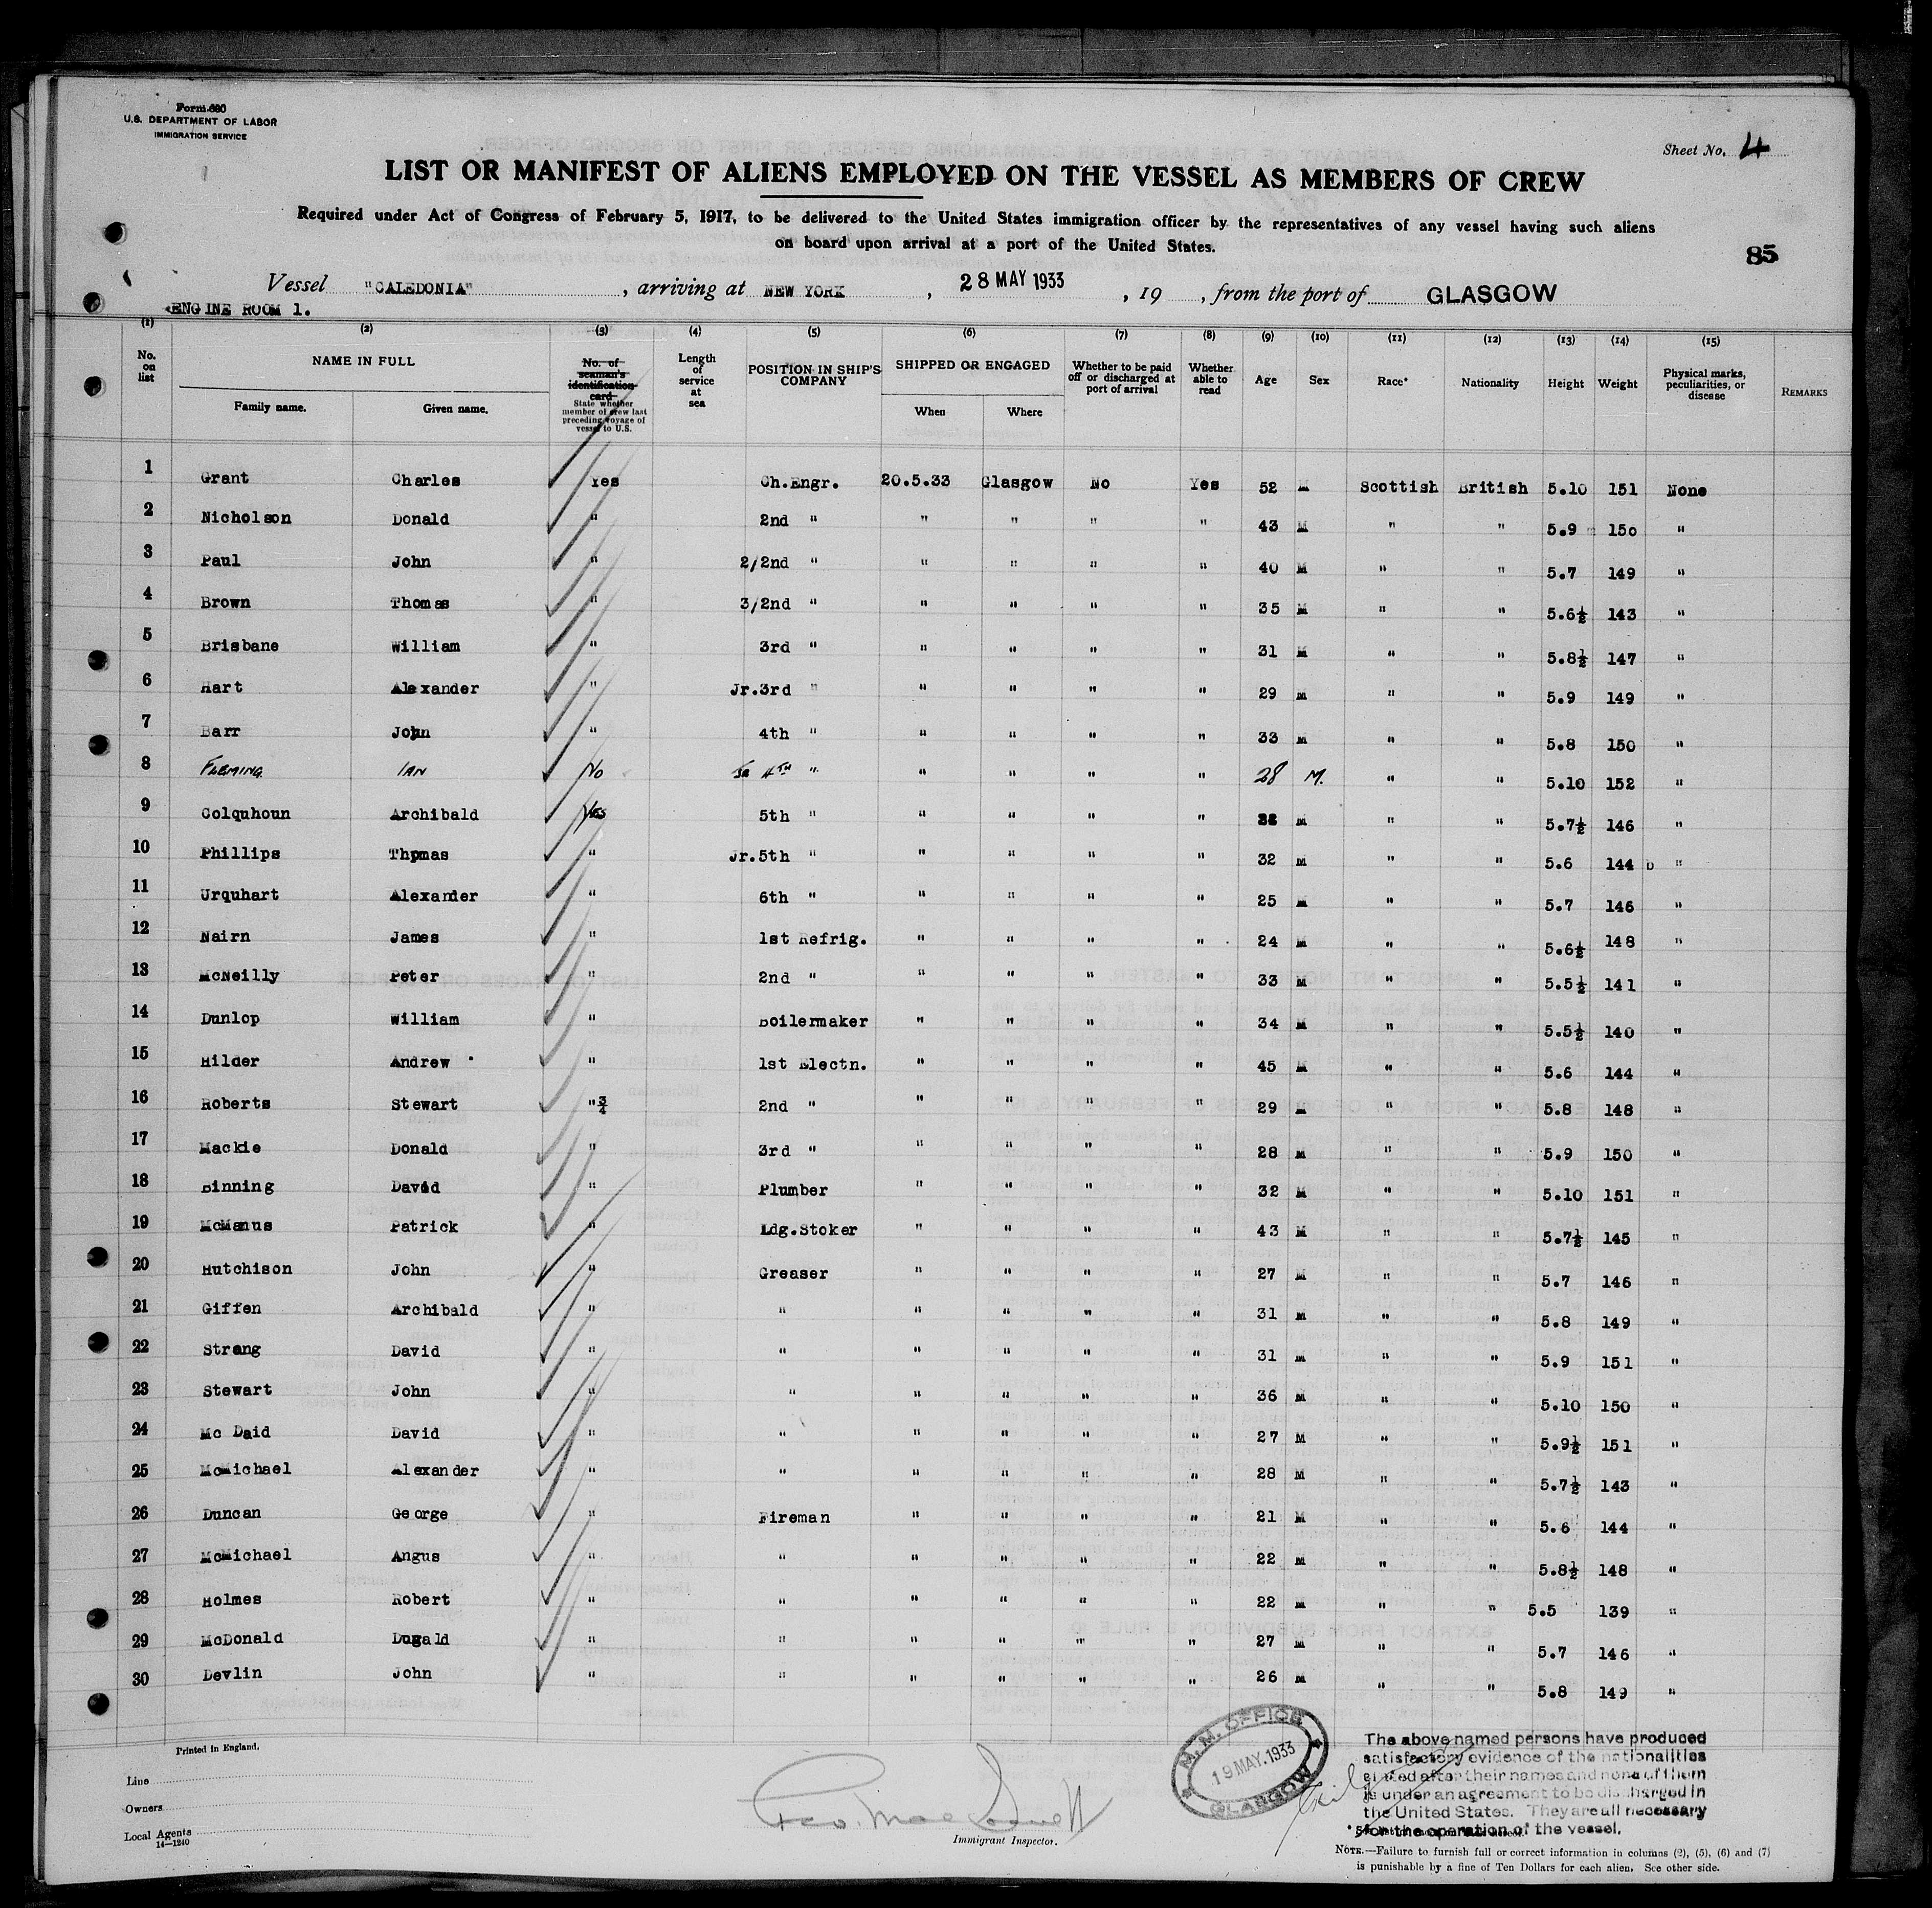 Form 680
U.S. DEPARTMENT OF LABOR
IMMIGRATION SERVICE
Sheet No. 4
LIST OR MANIFEST OF ALIENS EMPLOYED ON THE VESSEL AS MEMBERS OF CREW
Required under Act of Congress of February 5, 1917, to be delivered to the United States immigration officer by the representatives of any vessel having such aliens
on board upon arrival at a port of the United States.
85
Vessel "CALEDONIA", arriving at NEW YORK, 28 MAY 1933, 19 , from the port of GLASGOW
ENGINE ROOM 1.
(1) (2) (3) (4) (5) (6) (7) (8) (9) (10) (11) (12) (13) (14) (15)
No. on list NAME IN FULL Family name. Given name. No. of seaman's identification card State whether member of crew last preceding voyage of vessel to U.S. Length of service at sea POSITION IN SHIP'S COMPANY SHIPPED OR ENGAGED When Where Whether to be paid off or discharged at port of arrival Whether able to read Age Sex Race* Nationality Height Weight Physical marks, peculiarities, or disease REMARKS
1 Grant Charles Yes Ch.Engr. 20.5.33 Glasgow No Yes 52 M Scottish British 5.10 151 None
2 Nicholson Donald " 2nd " " " " " 43 M " " 5.9 150 "
3 Paul John " 2/2nd " " " " " 40 M " " 5.7 149 "
4 Brown Thomas " 3/2nd " " " " " 35 M " " 5.6½ 143 "
5 Brisbane William " 3rd " " " " " 31 M " " 5.8½ 147 "
6 Hart Alexander " Jr.3rd " " " " " 29 M " " 5.9 149 "
7 Barr John " 4th " " " " " 33 M " " 5.8 150 "
8 FLEMING IAN No JR 4TH " " " " " 28 M. " " 5.10 152 "
9 Colquhoun Archibald Yes 5th " " " " " M " " 5.7½ 146 "
10 Phillips Thomas " Jr.5th " " " " " 32 M " " 5.6 144 "
11 Urquhart Alexander " 6th " " " " " 25 M " " 5.7 146 "
12 Nairn James " 1st Refrig. " " " " 24 M " " 5.6½ 148 "
13 McNeilly Peter " 2nd " " " " " 33 M " " 5.5½ 141 "
14 Dunlop William " Boilermaker " " " " 34 M " " 5.5½ 140 "
15 Hilder Andrew " 1st Electn. " " " " 45 M " " 5.6 144 "
16 Roberts Stewart "¾ 2nd " " " " " 29 M " " 5.8 148 "
17 Mackie Donald " 3rd " " " " " 28 M " " 5.9 150 "
18 Binning David " Plumber " " " " 32 M " " 5.10 151 "
19 McManus Patrick " Ldg.Stoker " " " " 43 M " " 5.7½ 145 "
20 Hutchison John " Greaser " " " " 27 M " " 5.7 146 "
21 Giffen Archibald " " " " " " 31 M " " 5.8 149 "
22 Strang David " " " " " " 31 M " " 5.9 151 "
23 Stewart John " " " " " " 36 M " " 5.10 150 "
24 Mc Daid David " " " " " " 27 M " " 5.9½ 151 "
25 McMichael Alexander " " " " " " 28 M " " 5.7½ 143 "
26 Duncan George " Fireman " " " " 21 M " " 5.6 144 "
27 McMichael Angus " " " " " " 22 M " " 5.8½ 148 "
28 Holmes Robert " " " " " " 22 M " " 5.5 139 "
29 McDonald Dugald " " " " " " 27 M " " 5.7 146 "
30 Devlin John " " " " " " 26 M " " 5.8 149 "
Printed in England.
Line
Owners
Local Agents
14-1240
Immigrant Inspector.
M.M. OFFICE
19 MAY.1933
GLASGOW
The above named persons have produced
satisfactory evidence of the nationalities
stated after their names and none of them
is under an agreement to be discharged in
the United States. They are all necessary
for the operation of the vessel.
NOTE.—Failure to furnish full or correct information in columns (2), (5), (6) and (7)
is punishable by a fine of Ten Dollars for each alien. See other side.